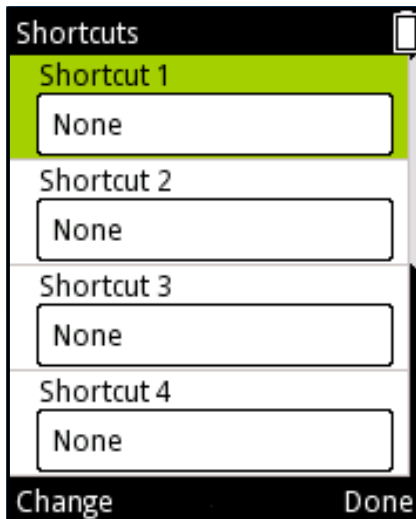 Shortcuts
Shortcut 1
None
Shortcut 2
None
Shortcut 3
None
Shortcut 4
None
Change Done